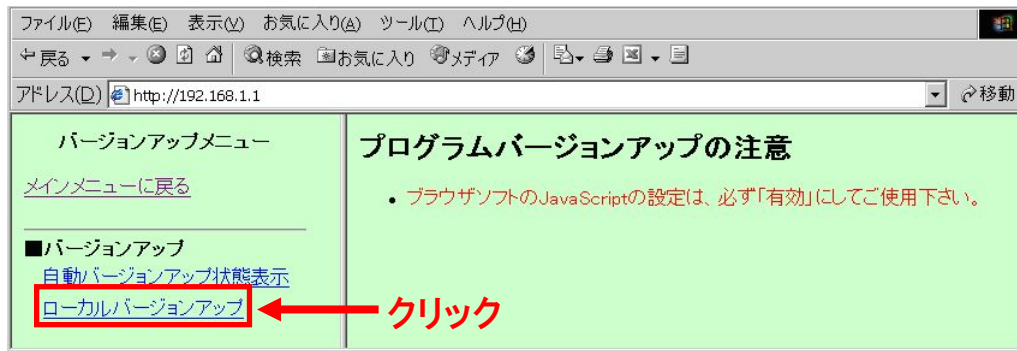 ファイル(F) 編集(E) 表示(V) お気に入り(A) ツール(T) ヘルプ(H)
戻る 検索 お気に入り メディア
アドレス(D) http://192.168.1.1 移動
バージョンアップメニュー
メインメニューに戻る
■バージョンアップ
自動バージョンアップ状態表示
ローカルバージョンアップ
プログラムバージョンアップの注意
• ブラウザソフトのJavaScriptの設定は、必ず「有効」にしてご使用下さい。
クリック